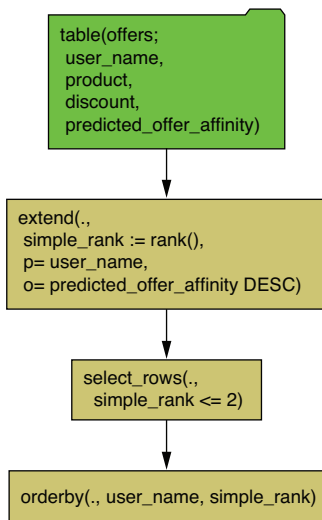 table(offers;
user_name,
product,
discount,
predicted_offer_affinity)
extend(.,
simple_rank := rank(),
p= user_name,
o= predicted_offer_affinity DESC)
select_rows(.,
simple_rank <= 2)
orderby(., user_name, simple_rank)